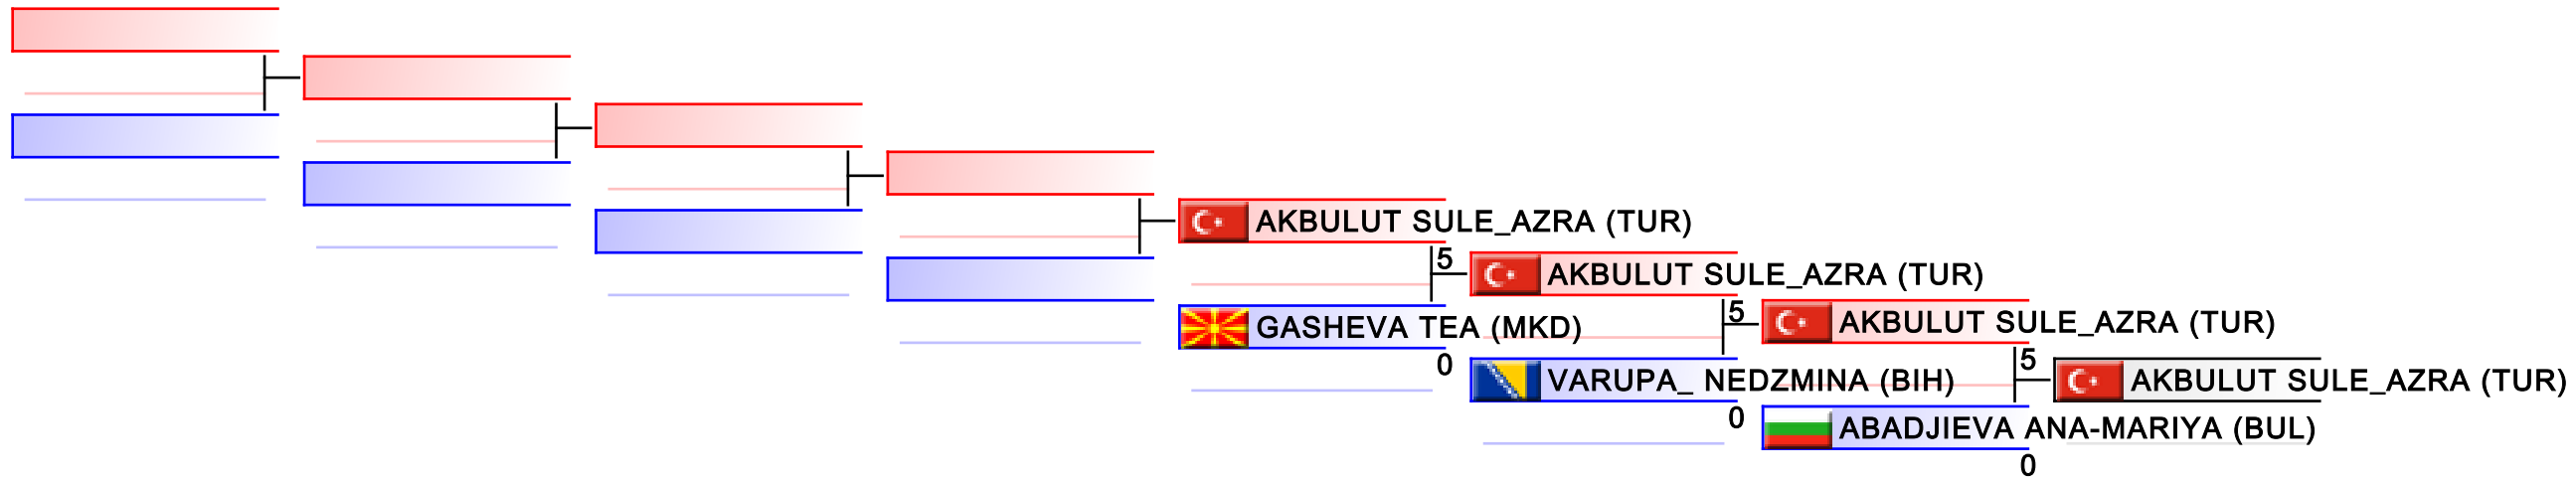 AKBULUT SULE_AZRA (TUR)
5
AKBULUT SULE_AZRA (TUR)
GASHEVA TEA (MKD)
0
5
AKBULUT SULE_AZRA (TUR)
VARUPA_ NEDZMINA (BIH)
0
5
AKBULUT SULE_AZRA (TUR)
ABADJIEVA ANA-MARIYA (BUL)
0